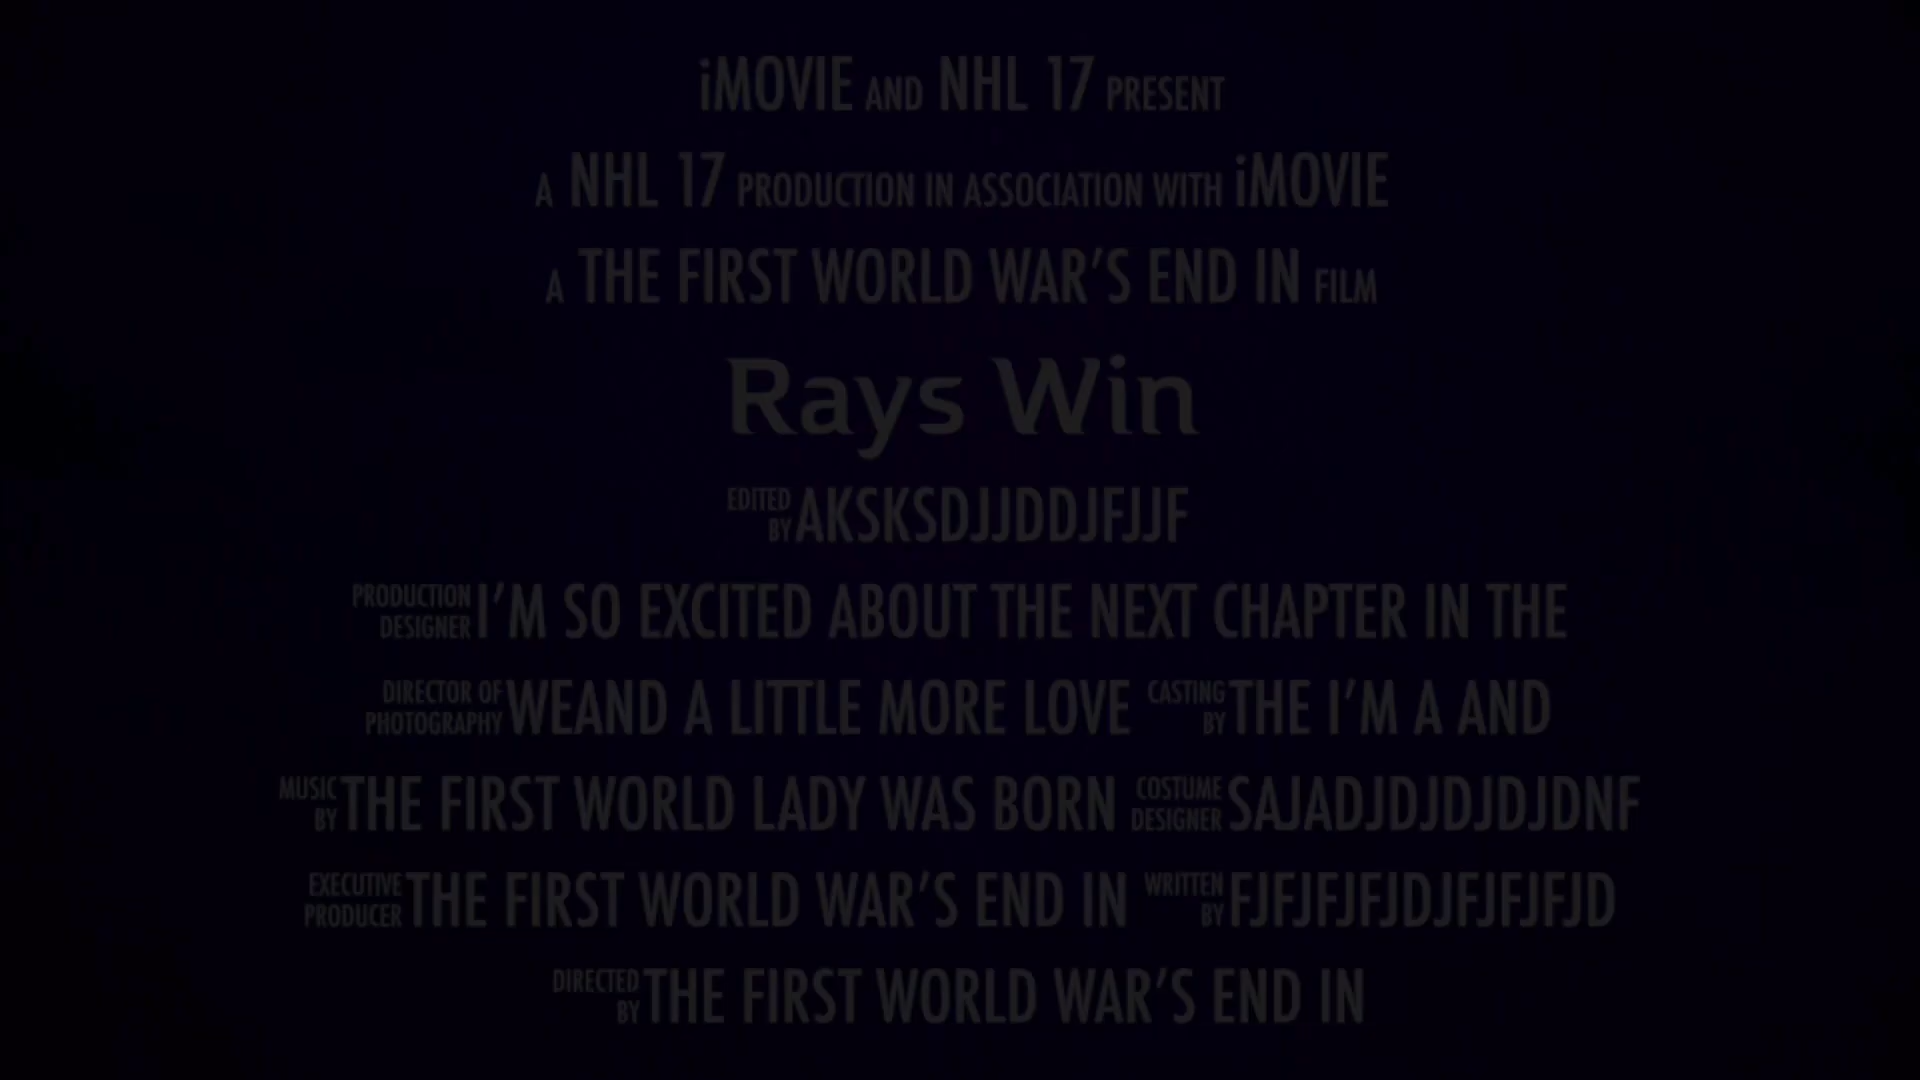 iMOVIE AND NHL 17 PRESENT
A NHL 17 PRODUCTION IN ASSOCIATION WITH iMOVIE
A THE FIRST WORLD WAR'S END IN FILM
Rays Win
EDITED BY AKSKSDJJDDJFJJF
PRODUCTION DESIGNER I'M SO EXCITED ABOUT THE NEXT CHAPTER IN THE
DIRECTOR OF PHOTOGRAPHY WEAND A LITTLE MORE LOVE CASTING BY THE I'M A AND
MUSIC BY THE FIRST WORLD LADY WAS BORN COSTUME DESIGNER SAJADJDJDJDJDNF
EXECUTIVE PRODUCER THE FIRST WORLD WAR'S END IN WRITTEN BY FJFJFJFJDJFJFJFJD
DIRECTED BY THE FIRST WORLD WAR'S END IN